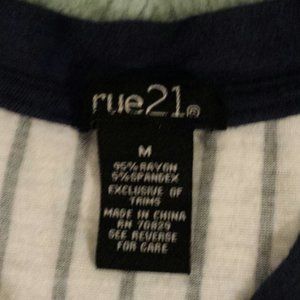 rue21®
M
95% RAYON
5% SPANDEX
EXCLUSIVE OF
TRIMS
MADE IN CHINA
RN 70829
SEE REVERSE
FOR CARE